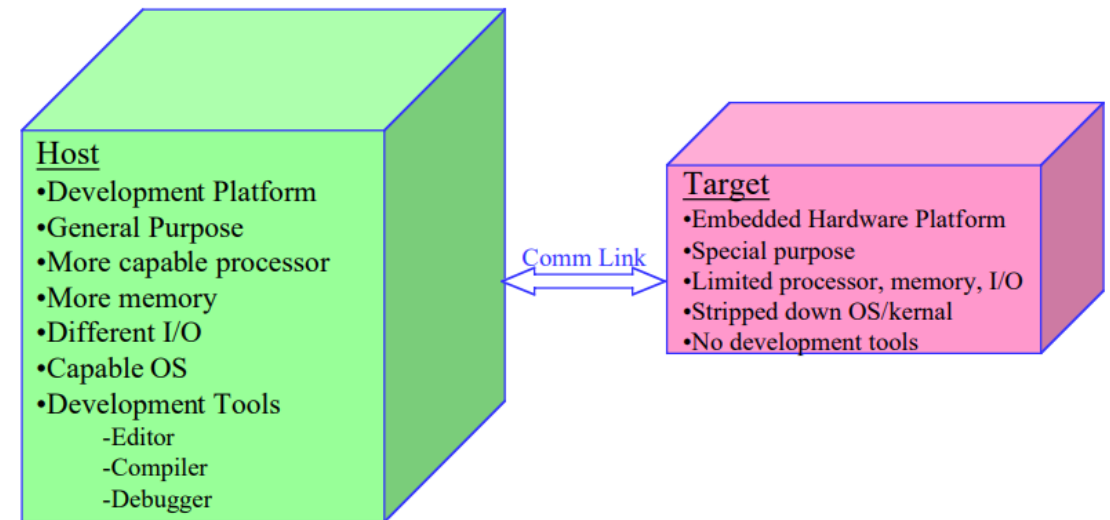 Host
•Development Platform
•General Purpose
•More capable processor
•More memory
•Different I/O
•Capable OS
•Development Tools
-Editor
-Compiler
-Debugger
Comm Link
Target
•Embedded Hardware Platform
•Special purpose
•Limited processor, memory, I/O
•Stripped down OS/kernal
•No development tools